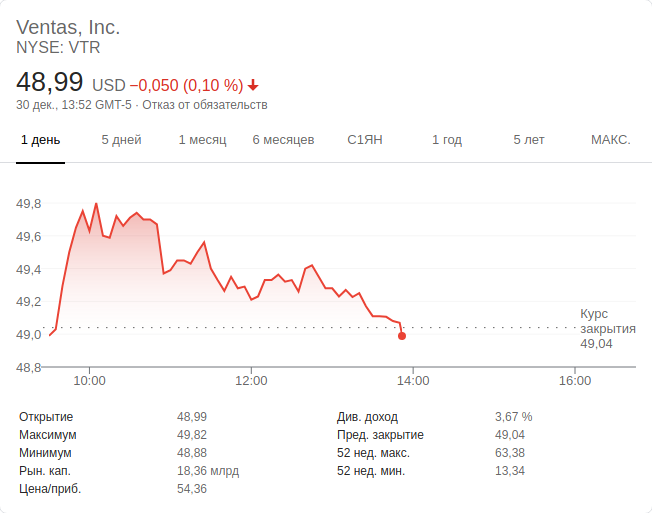 Ventas, Inc.
NYSE: VTR
48,99 USD −0,050 (0,10 %)
30 дек., 13:52 GMT-5 · Отказ от обязательств
1 день 5 дней 1 месяц 6 месяцев С1ЯН 1 год 5 лет МАКС.
49,8
49,6
49,4
49,2
49,0
48,8
Курс
закрытия
49,04
10:00 12:00 14:00 16:00
Открытие 48,99 Див. доход 3,67 %
Максимум 49,82 Пред. закрытие 49,04
Минимум 48,88 52 нед. макс. 63,38
Рын. кап. 18,36 млрд 52 нед. мин. 13,34
Цена/приб. 54,36